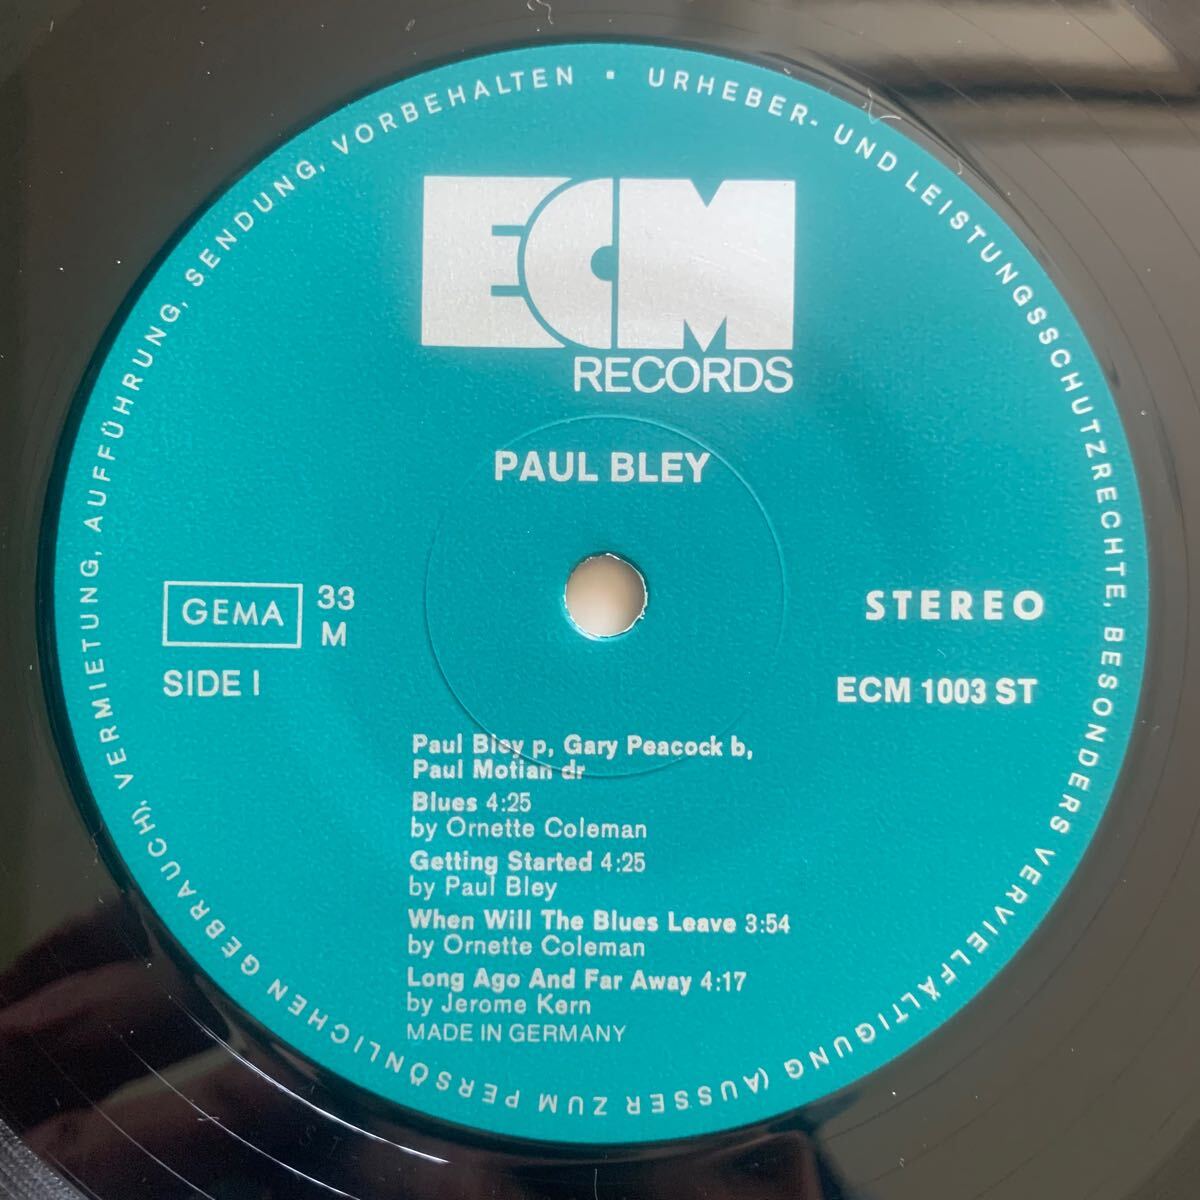 URHEBER- UND LEISTUNGSSCHUTZRECHTE, BESONDERS VERVIELFÄLTIGUNG (AUSSER ZUM PERSÖNLICHEN GEBRAUCH), VERMIETUNG, AUFFÜHRUNG, SENDUNG, VORBEHALTEN ·
ECM
RECORDS
PAUL BLEY
GEMA
33
M
SIDE I
STEREO
ECM 1003 ST
Paul Bley p, Gary Peacock b,
Paul Motian dr
Blues 4:25
by Ornette Coleman
Getting Started 4:25
by Paul Bley
When Will The Blues Leave 3:54
by Ornette Coleman
Long Ago And Far Away 4:17
by Jerome Kern
MADE IN GERMANY